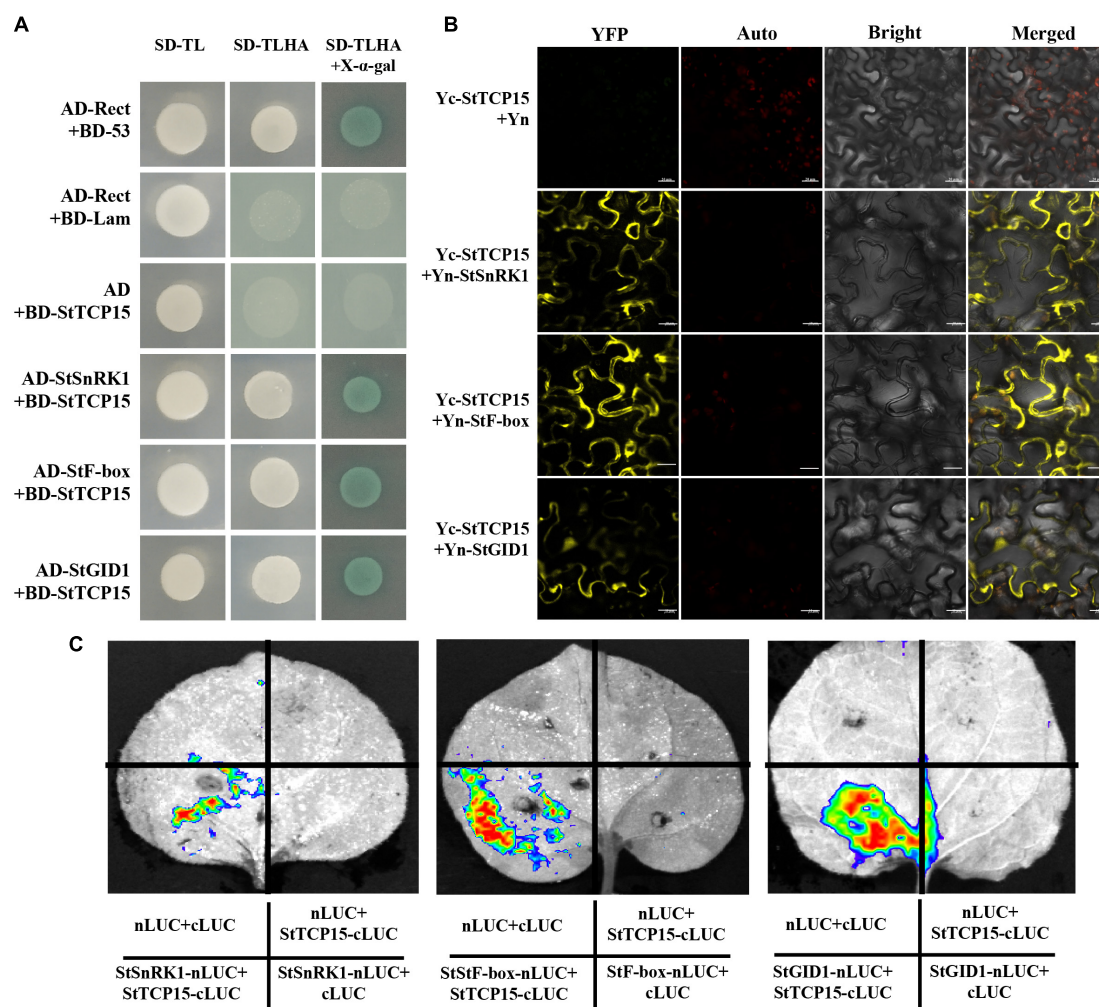 A
SD-TL
SD-TLHA
SD-TLHA
+X-α-gal
AD-Rect
+BD-53
AD-Rect
+BD-Lam
AD
+BD-StTCP15
AD-StSnRK1
+BD-StTCP15
AD-StF-box
+BD-StTCP15
AD-StGID1
+BD-StTCP15
B
YFP
Auto
Bright
Merged
Yc-StTCP15
+Yn
Yc-StTCP15
+Yn-StSnRK1
Yc-StTCP15
+Yn-StF-box
Yc-StTCP15
+Yn-StGID1
C
nLUC+cLUC
nLUC+
StTCP15-cLUC
StSnRK1-nLUC+
StTCP15-cLUC
StSnRK1-nLUC+
cLUC
nLUC+cLUC
nLUC+
StTCP15-cLUC
StStF-box-nLUC+
StTCP15-cLUC
StF-box-nLUC+
cLUC
nLUC+cLUC
nLUC+
StTCP15-cLUC
StGID1-nLUC+
StTCP15-cLUC
StGID1-nLUC+
cLUC